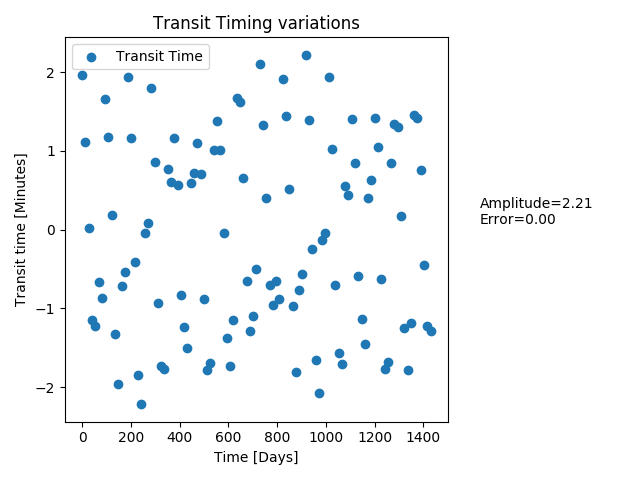 Transit Timing variations
Transit Time
Transit time [Minutes]
2
1
0
−1
−2
0 200 400 600 800 1000 1200 1400
Time [Days]
Amplitude=2.21
Error=0.00